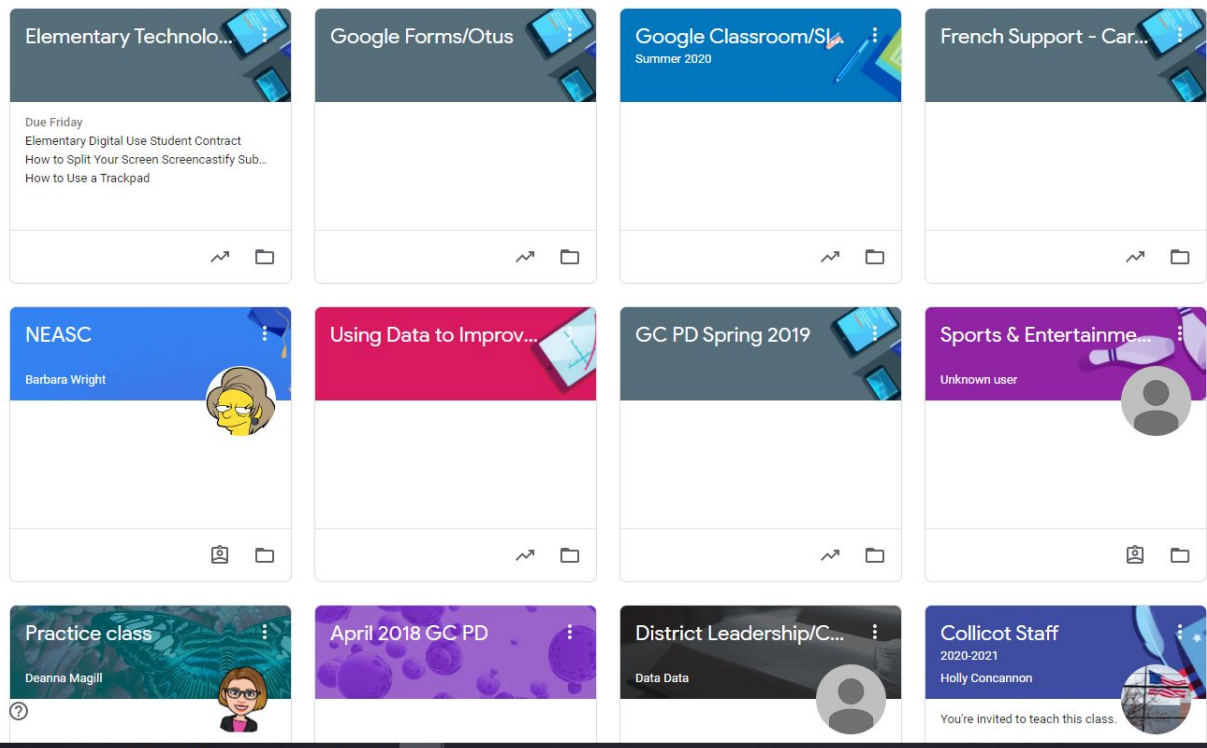 Elementary Technolo...
Google Forms/Otus
Google Classroom/Sl...
Summer 2020
French Support - Car...
Due Friday
Elementary Digital Use Student Contract
How to Split Your Screen Screencastify Sub...
How to Use a Trackpad
NEASC
Barbara Wright
Using Data to Improv...
GC PD Spring 2019
Sports & Entertainme...
Unknown user
Practice class
Deanna Magill
April 2018 GC PD
District Leadership/C...
Data Data
Collicot Staff
2020-2021
Holly Concannon
You're invited to teach this class.